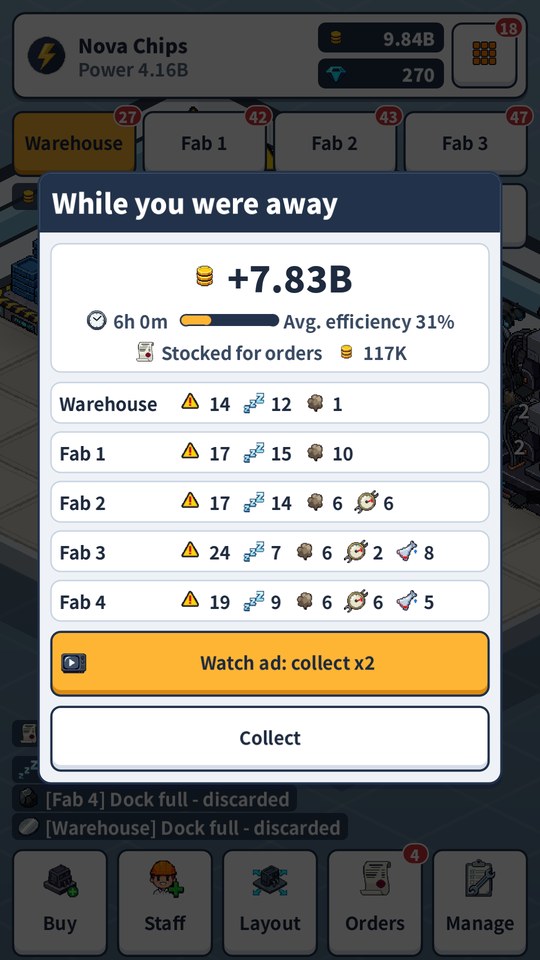 Nova Chips
Power 4.16B
9.84B
270
18
Warehouse 27
Fab 1 42
Fab 2 43
Fab 3 47
While you were away
+7.83B
6h 0m Avg. efficiency 31%
Stocked for orders 117K
Warehouse 14 12 1
Fab 1 17 15 10
Fab 2 17 14 6 6
Fab 3 24 7 6 2 8
Fab 4 19 9 6 6 5
Watch ad: collect x2
Collect
[Fab 4] Dock full - discarded
[Warehouse] Dock full - discarded
Buy
Staff
Layout
Orders 4
Manage
2
2